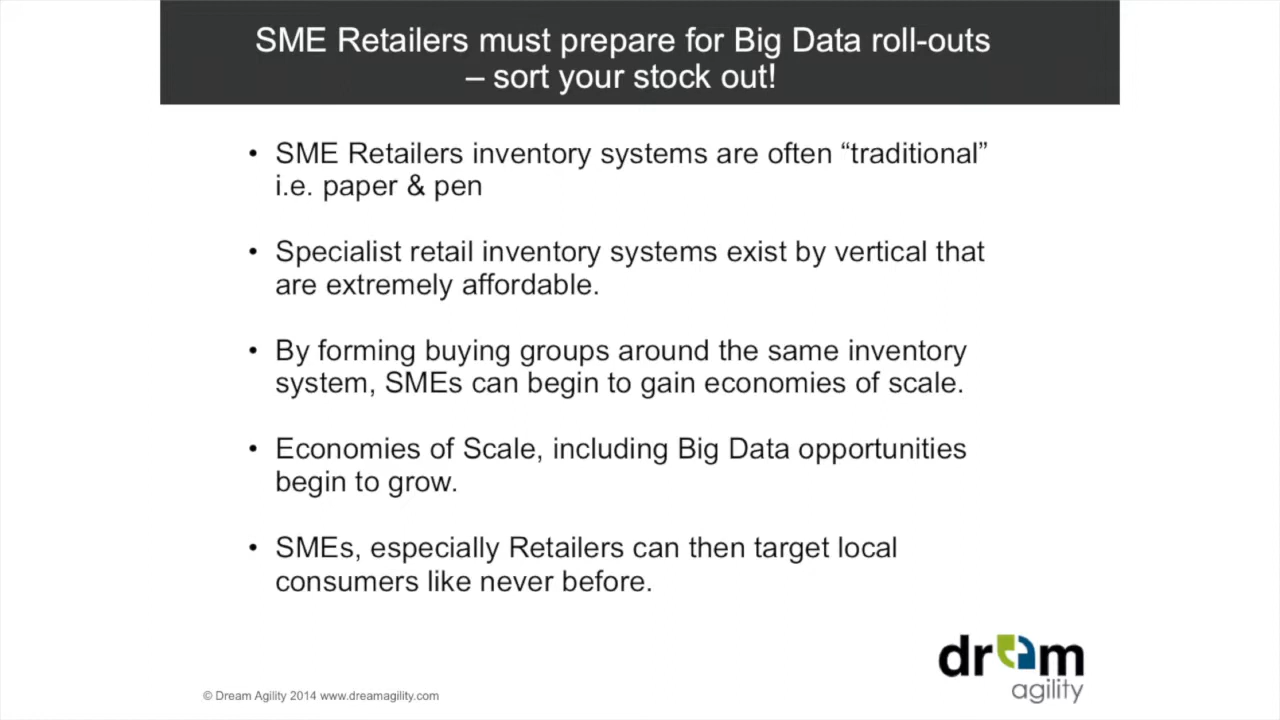 SME Retailers must prepare for Big Data roll-outs
– sort your stock out!
• SME Retailers inventory systems are often “traditional”
i.e. paper & pen
• Specialist retail inventory systems exist by vertical that
are extremely affordable.
• By forming buying groups around the same inventory
system, SMEs can begin to gain economies of scale.
• Economies of Scale, including Big Data opportunities
begin to grow.
• SMEs, especially Retailers can then target local
consumers like never before.
dream
agility
© Dream Agility 2014 www.dreamagility.com